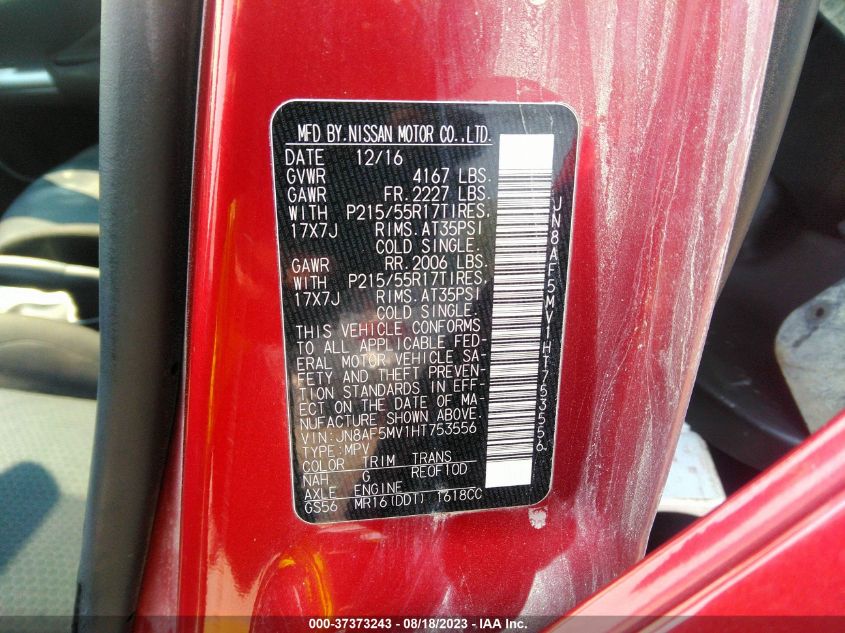 MFD BY.NISSAN MOTOR CO.,LTD.
DATE 12/16
GVWR 4167 LBS.
GAWR FR.2227 LBS.
WITH P215/55R17TIRES,
17X7J RIMS.AT35PSI
COLD SINGLE.
GAWR RR.2006 LBS.
WITH P215/55R17TIRES,
17X7J RIMS.AT35PSI
COLD SINGLE.
THIS VEHICLE CONFORMS
TO ALL APPLICABLE FED-
ERAL MOTOR VEHICLE SA-
FETY AND THEFT PREVEN-
TION STANDARDS IN EFF-
ECT ON THE DATE OF MA-
NUFACTURE SHOWN ABOVE.
VIN:JN8AF5MV1HT753556
TYPE:MPV
COLOR TRIM TRANS
NAH G RE0F10D
AXLE ENGINE
GS56 MR16(DDT) 1618CC
JN8AF5MV1HT753556
000-37373243 - 08/18/2023 - IAA Inc.